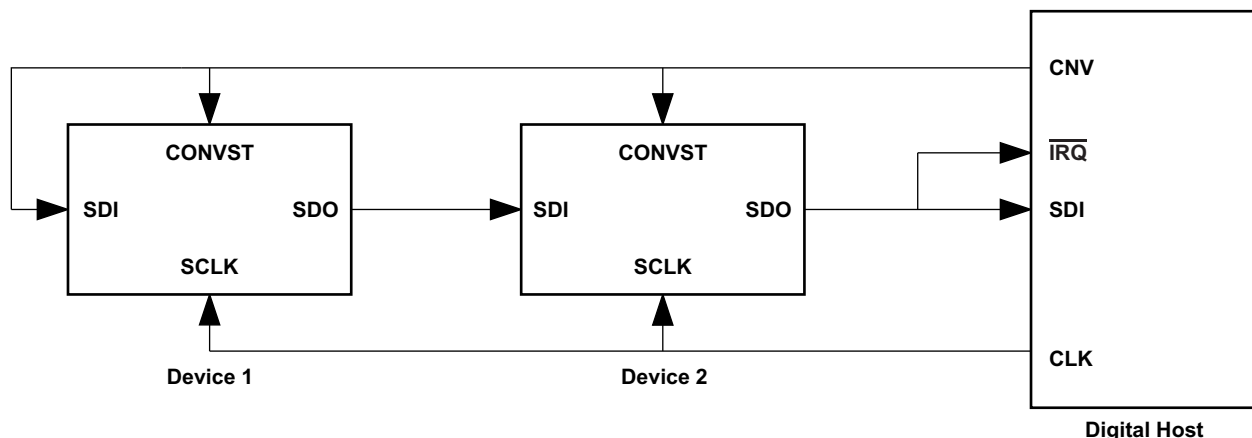 CNV
CONVST
CONVST
IRQ
SDI
SDO
SDI
SDO
SDI
SCLK
SCLK
CLK
Device 1
Device 2
Digital Host